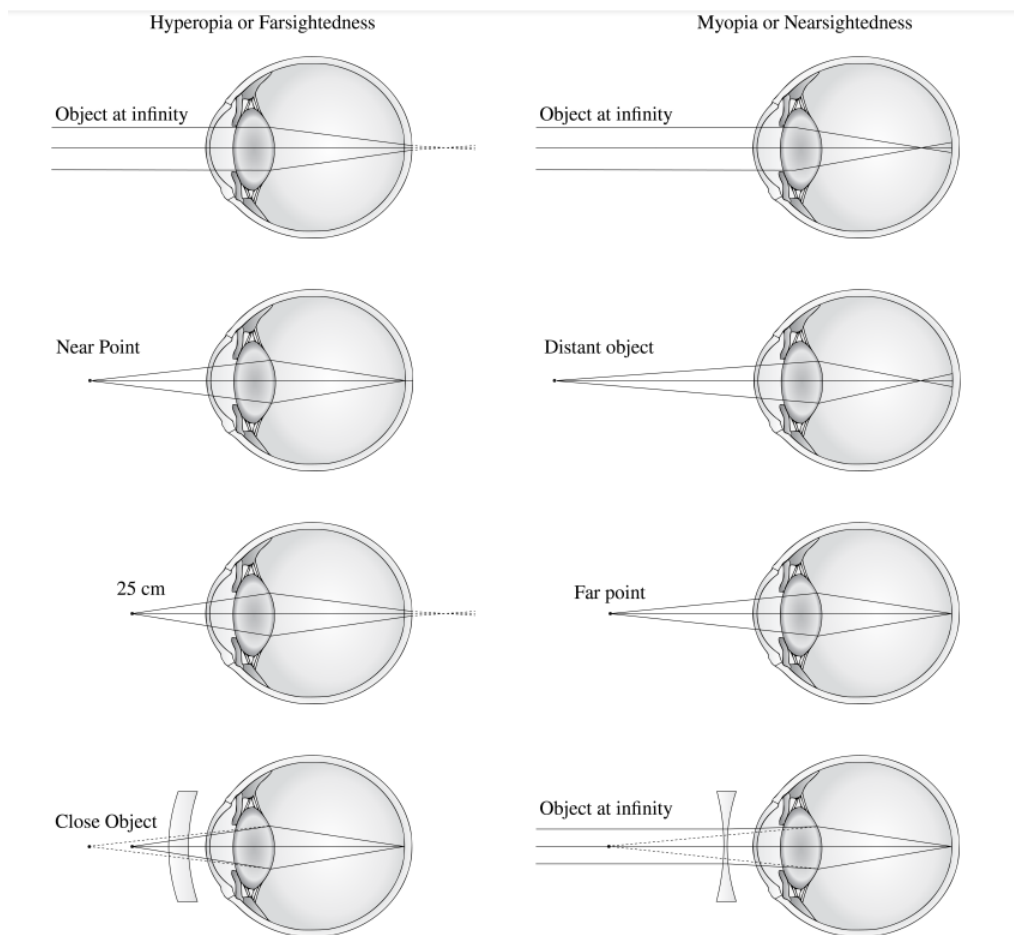 Hyperopia or Farsightedness
Myopia or Nearsightedness
Object at infinity
Object at infinity
Near Point
Distant object
25 cm
Far point
Close Object
Object at infinity